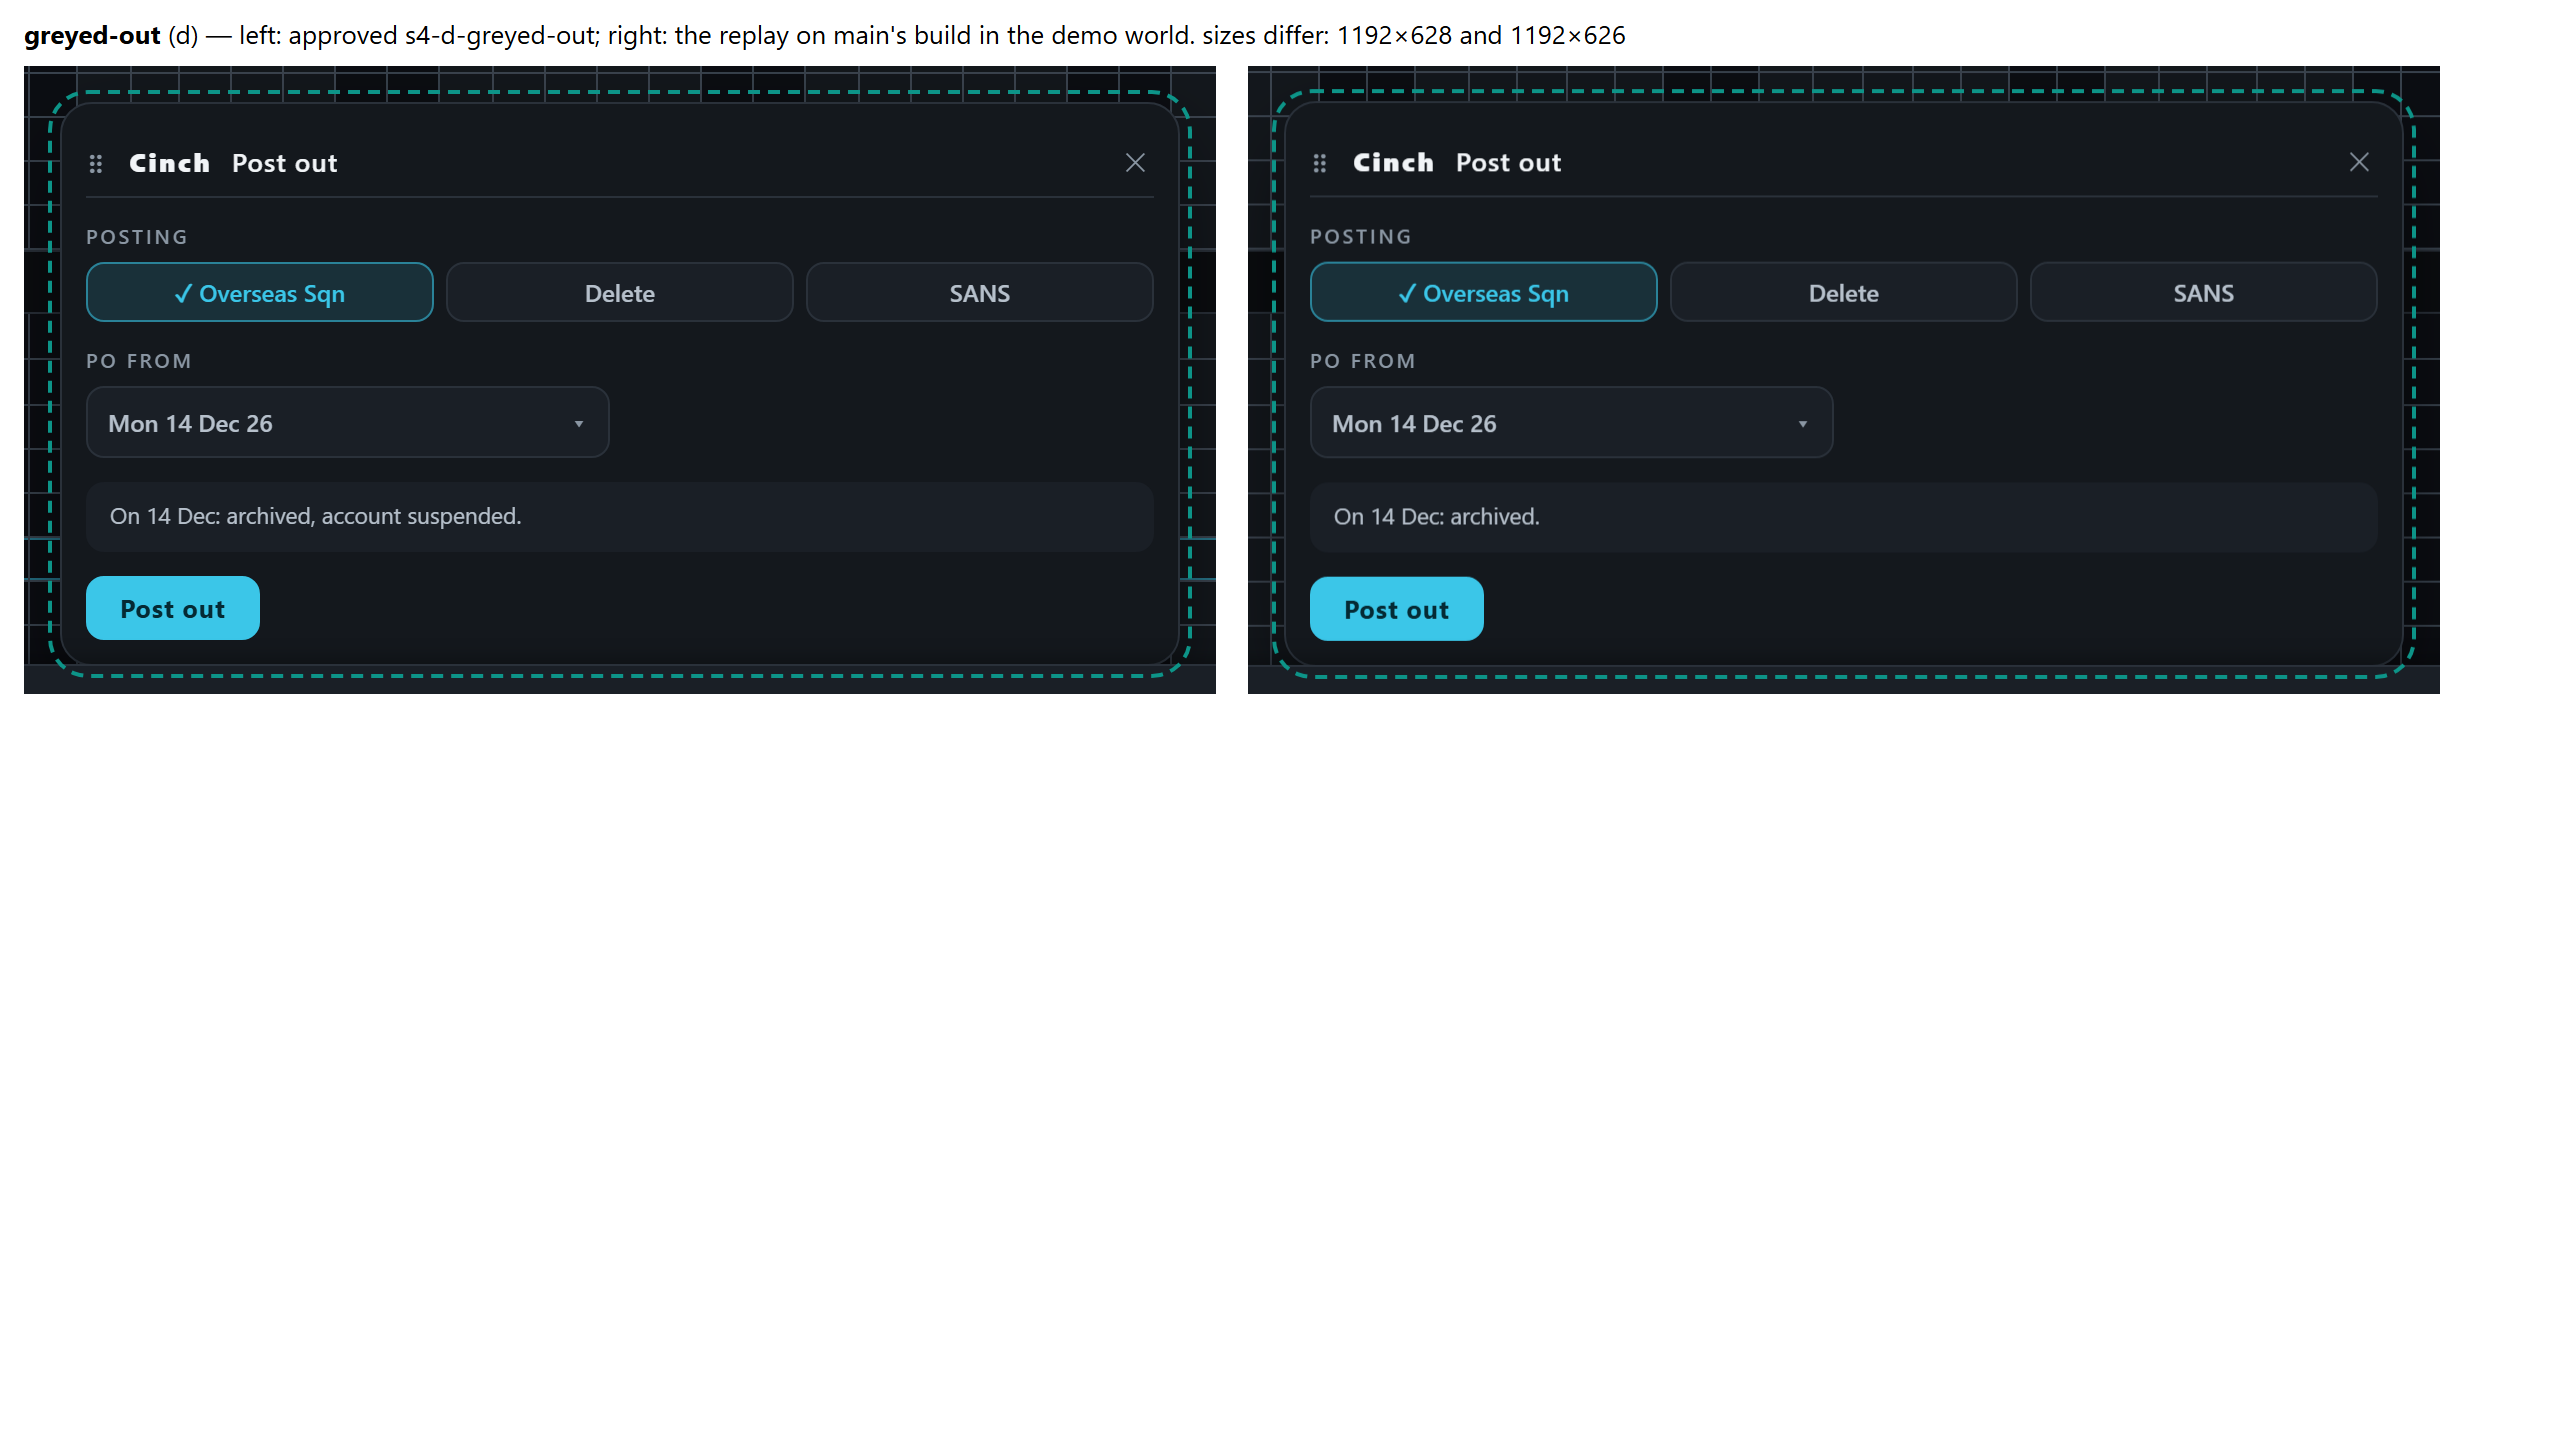 greyed-out (d) — left: approved s4-d-greyed-out; right: the replay on main's build in the demo world. sizes differ: 1192×628 and 1192×626
Cinch Post out
POSTING
✓ Overseas Sqn
Delete
SANS
PO FROM
Mon 14 Dec 26
On 14 Dec: archived, account suspended.
Post out
Cinch Post out
POSTING
✓ Overseas Sqn
Delete
SANS
PO FROM
Mon 14 Dec 26
On 14 Dec: archived.
Post out